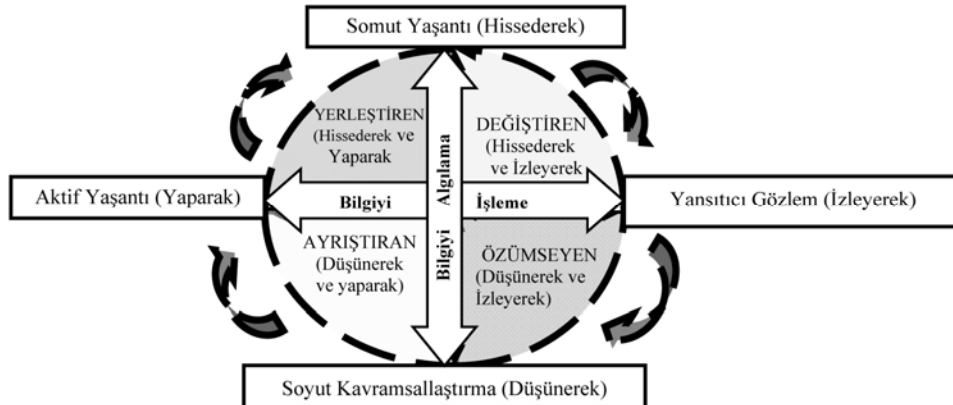 Somut Yaşantı (Hissederek)
YERLEŞTİREN
(Hissederek ve
Yaparak
DEĞİŞTİREN
(Hissederek
ve İzleyerek
Aktif Yaşantı (Yaparak)
Bilgiyi
İşleme
Bilgiyi Algılama
Yansıtıcı Gözlem (İzleyerek)
AYRIŞTIRAN
(Düşünerek
ve yaparak)
ÖZÜMSEYEN
(Düşünerek ve
İzleyerek)
Soyut Kavramsallaştırma (Düşünerek)